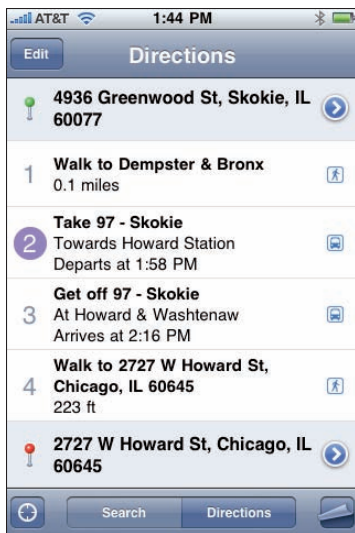 AT&T 1:44 PM
Edit Directions
4936 Greenwood St, Skokie, IL
60077
1 Walk to Dempster & Bronx
0.1 miles
Take 97 - Skokie
2 Towards Howard Station
Departs at 1:58 PM
Get off 97 - Skokie
3 At Howard & Washtenaw
Arrives at 2:16 PM
Walk to 2727 W Howard St,
4 Chicago, IL 60645
223 ft
2727 W Howard St, Chicago, IL
60645
Search Directions